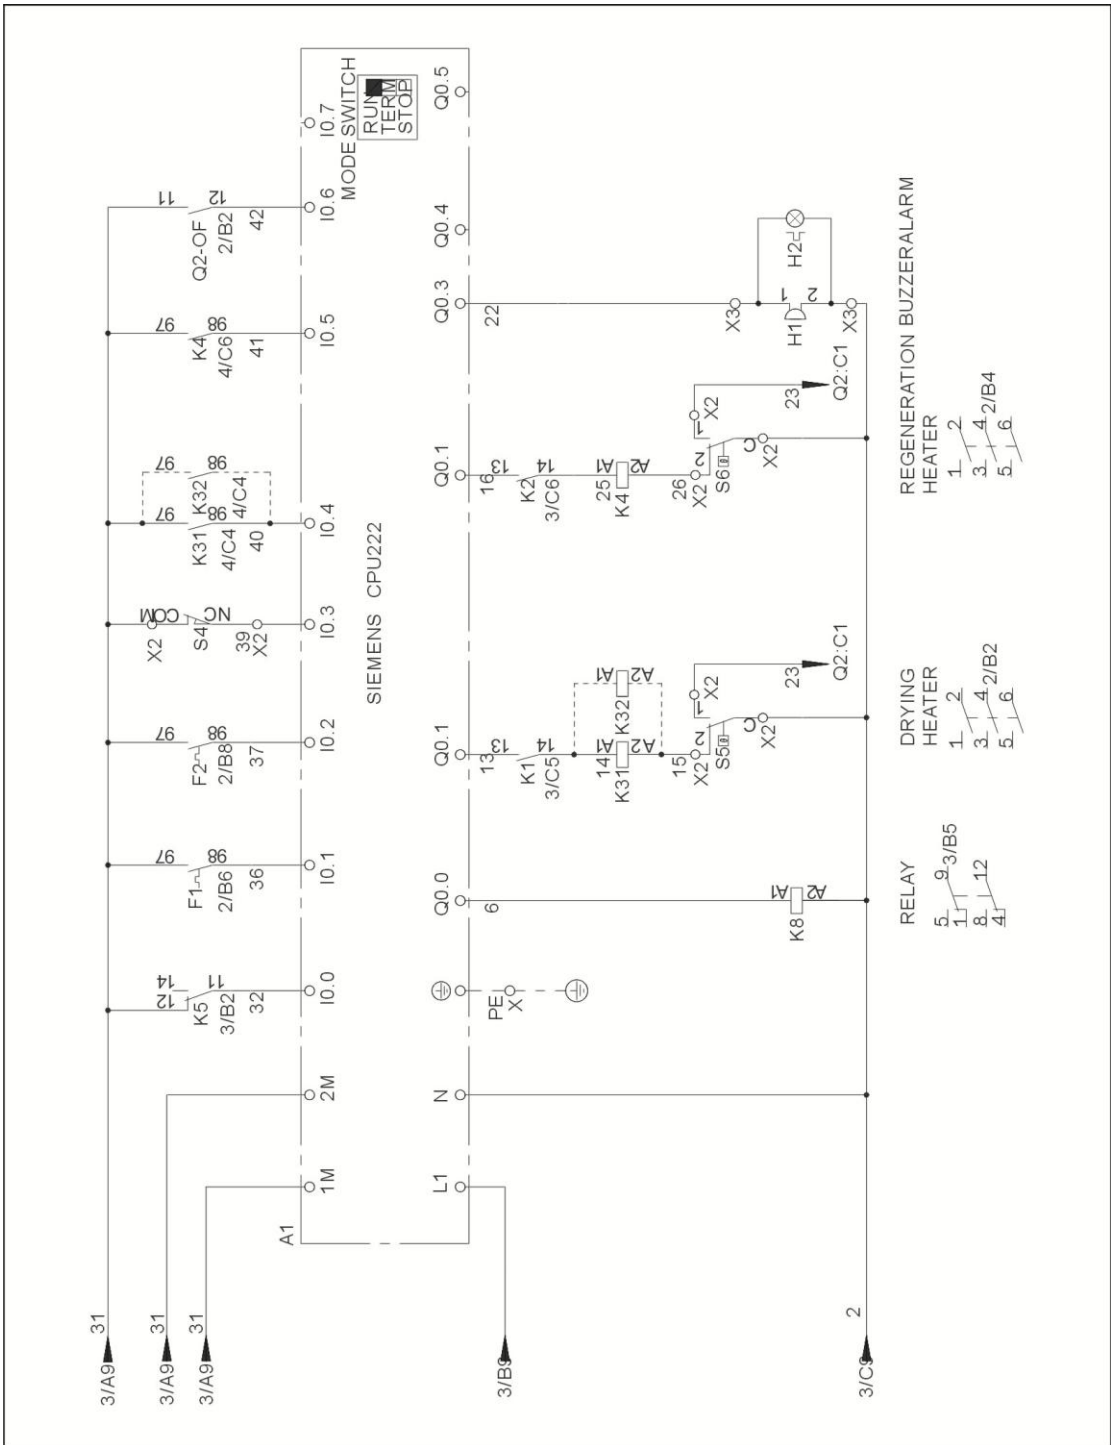 3/A9 31
3/A9 31
3/A9 31
A1
1M
2M
12 14
K5 11
3/B2
32
I0.0
97
F1 98
2/B6
36
I0.1
97
F2 98
2/B8
37
I0.2
X2 COM
S4 NC
39
X2
I0.3
97
K31 98
4/C4
40
97
K32 98
4/C4
I0.4
97
K4 98
4/C6
41
I0.5
11
Q2-OF 12
2/B2
42
I0.6
I0.7
MODE SWITCH
RUN
TERM
STOP
SIEMENS CPU222
L1
N
Q0.0
Q0.1
Q0.1
Q0.3
Q0.4
Q0.5
3/B9
PE
X
6
K8 A1 A2
13 13
K1 14
3/C5
14 A1
K31 A2
A1
K32 A2
15
X2 2 1 X2
S5 C
X2
23
Q2:C1
16 13
K2 14
3/C6
25 A1
K4 A2
26
X2 2 1 X2
S6 C
X2
23
Q2:C1
22
X3
H1 1 2
H2
X3
3/C9 2
RELAY
5 9 3/B5
1
8 12
4
DRYING
HEATER
1 2
3 4 2/B2
5 6
REGENERATION BUZZERALARM
HEATER
1 2
3 4 2/B4
5 6